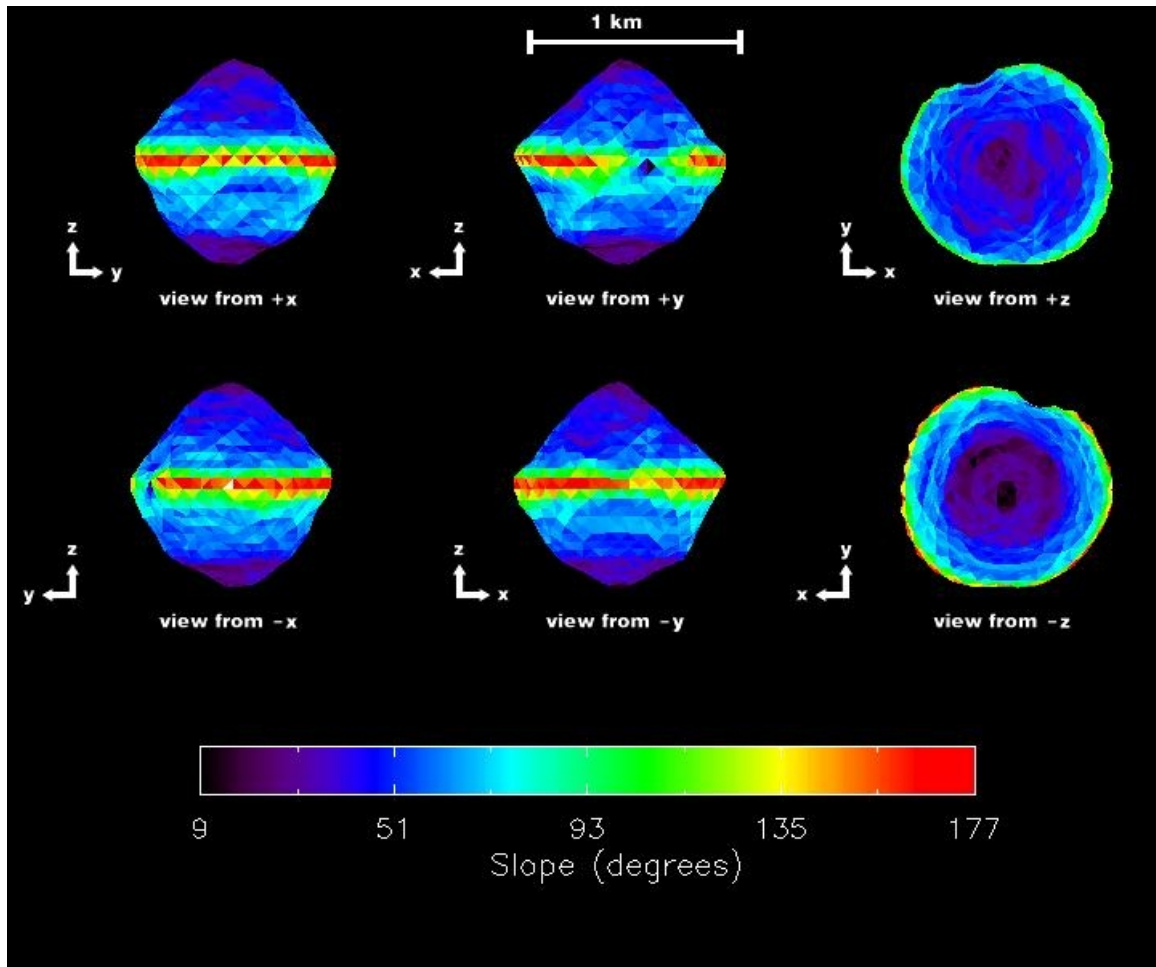 1 km
z
y
view from +x
z
x
view from +y
y
x
view from +z
z
y
view from −x
z
x
view from −y
y
x
view from −z
9 51 93 135 177
Slope (degrees)